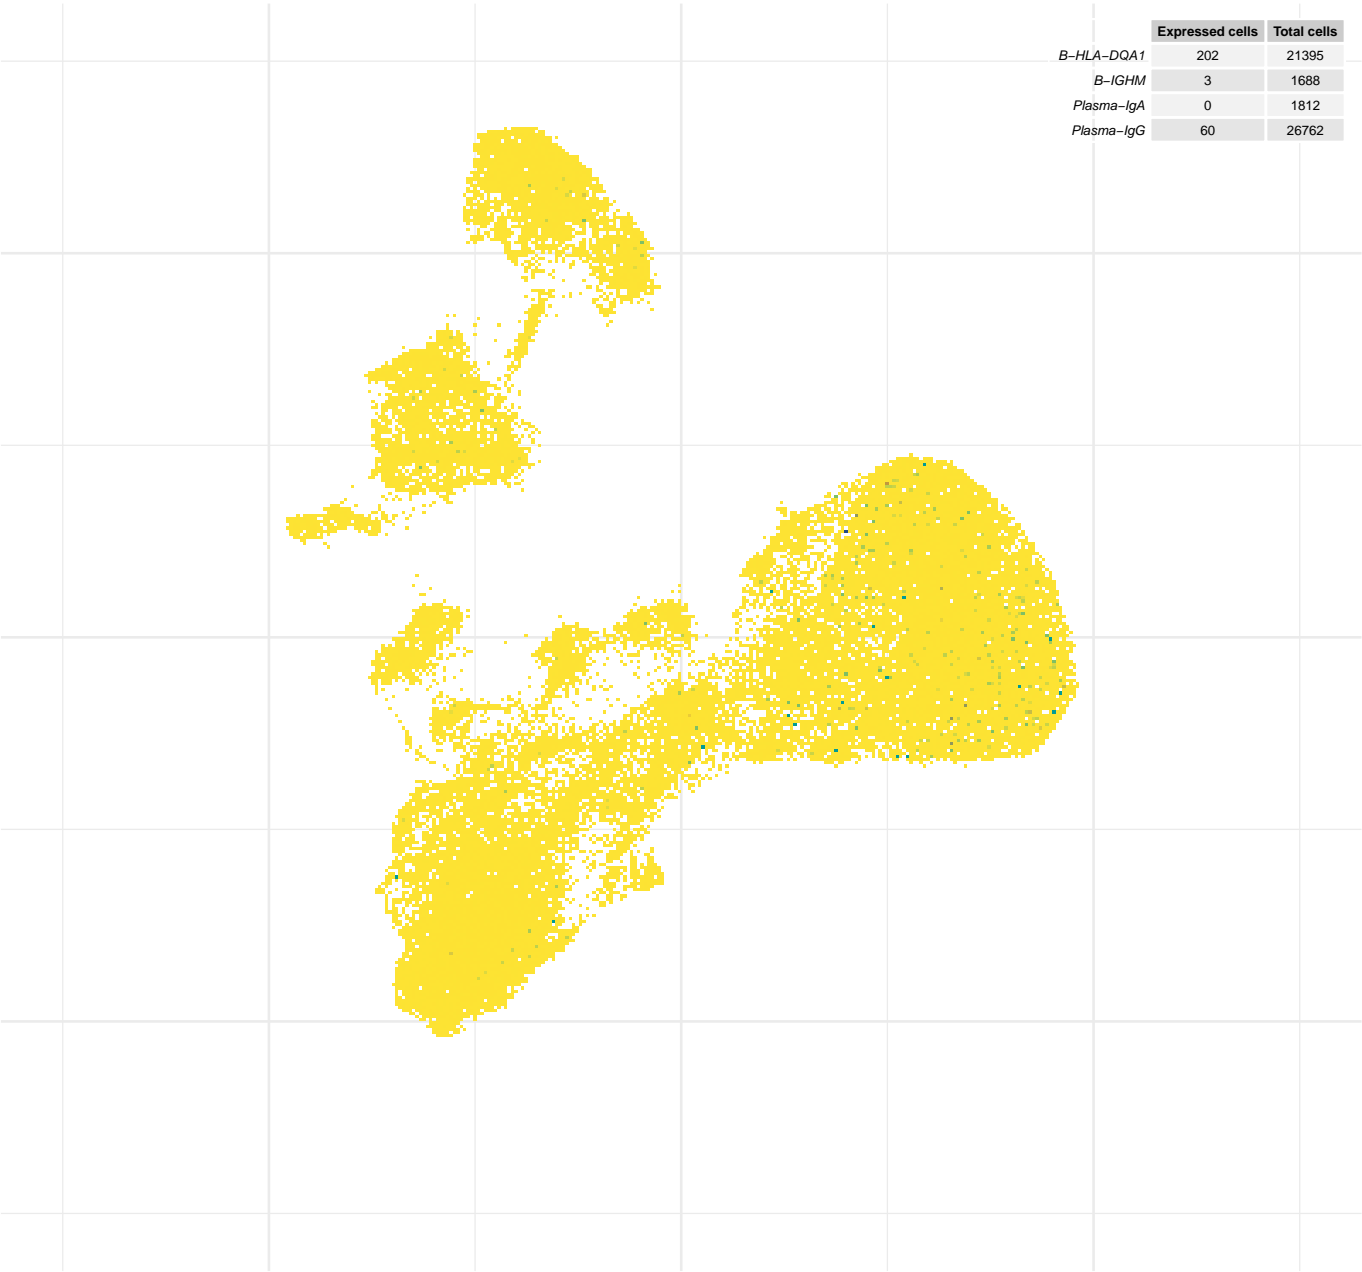 Expressed cells Total cells
B−HLA−DQA1 202 21395
B−IGHM 3 1688
Plasma−IgA 0 1812
Plasma−IgG 60 26762